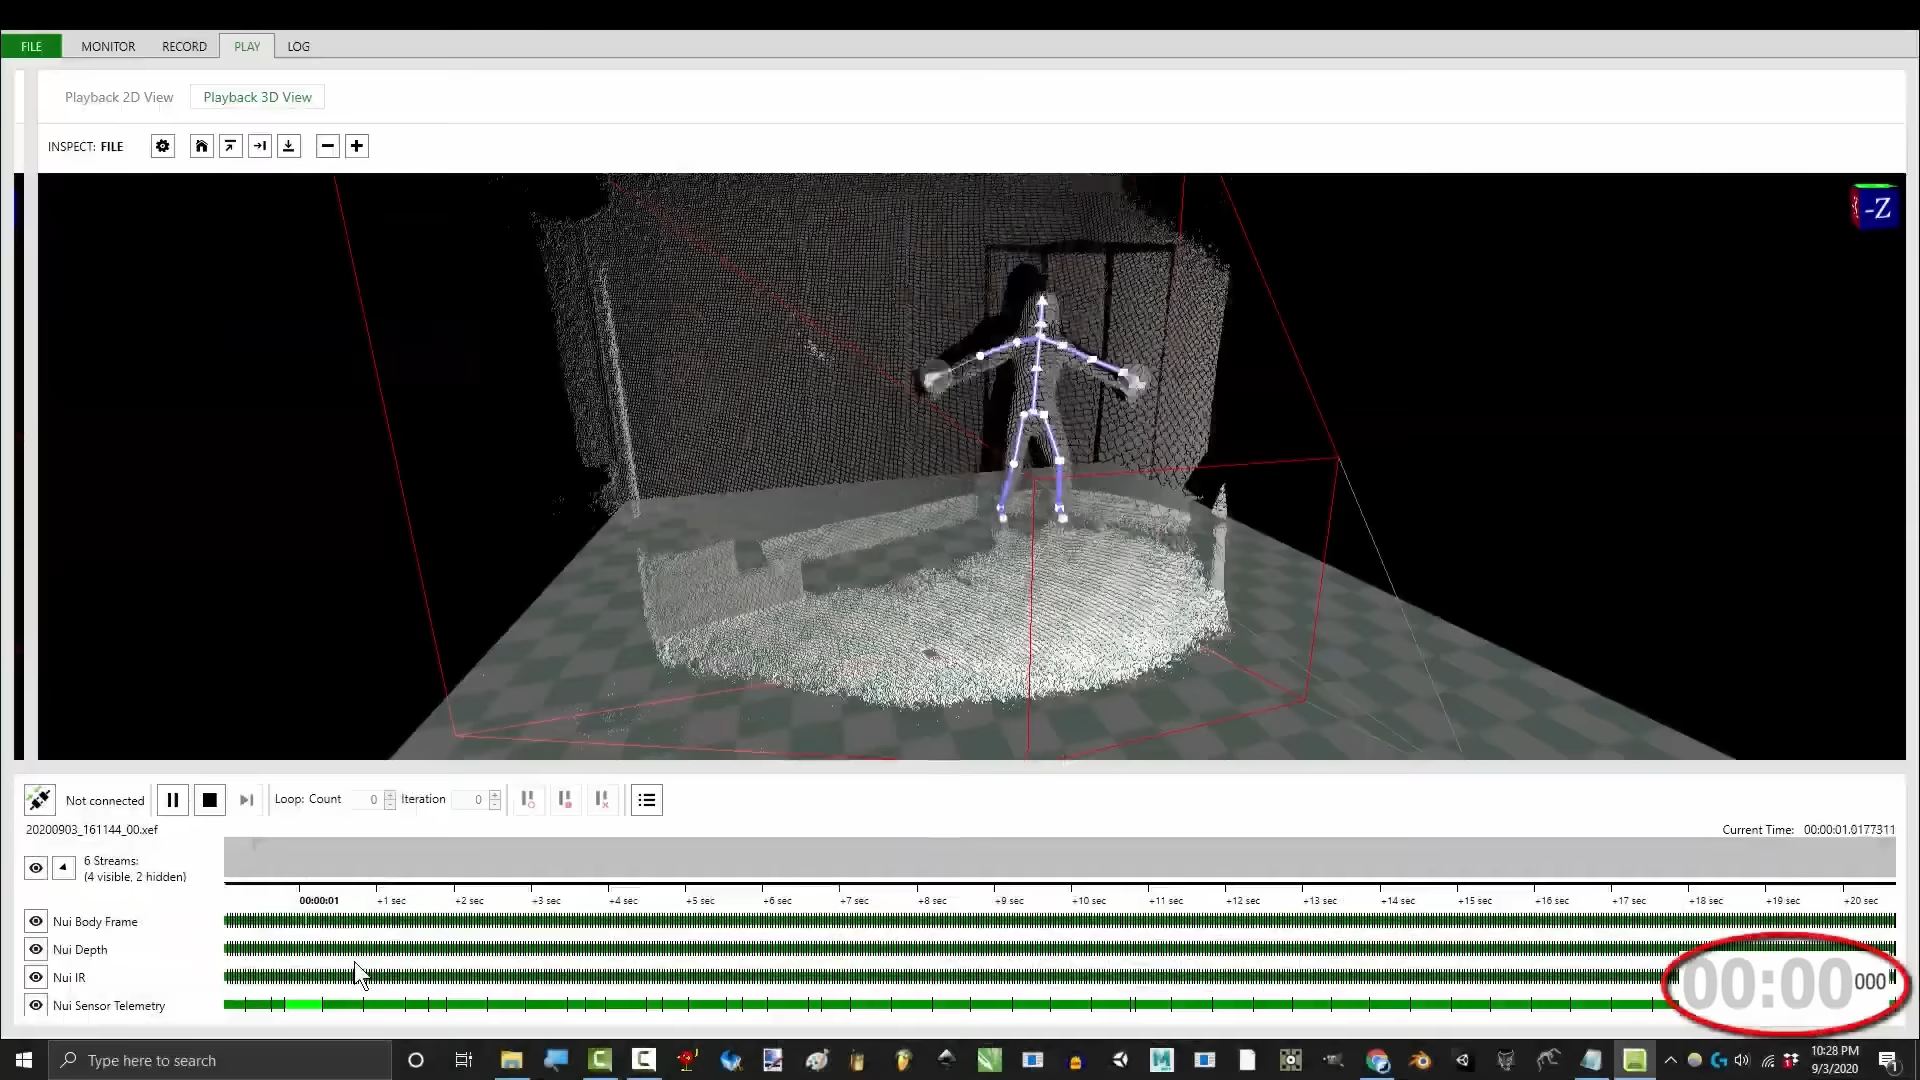 FILE MONITOR RECORD PLAY LOG
Playback 2D View Playback 3D View
INSPECT: FILE
-Z
Not connected Loop: Count 0 Iteration 0
20200903_161144_00.xef Current Time: 00:00:01.0177311
6 Streams:
(4 visible, 2 hidden)
00:00:01 +1 sec +2 sec +3 sec +4 sec +5 sec +6 sec +7 sec +8 sec +9 sec +10 sec +11 sec +12 sec +13 sec +14 sec +15 sec +16 sec +17 sec +18 sec +19 sec +20 sec
Nui Body Frame
Nui Depth
Nui IR
00:00 000
Nui Sensor Telemetry
Type here to search
10:28 PM
9/3/2020
1